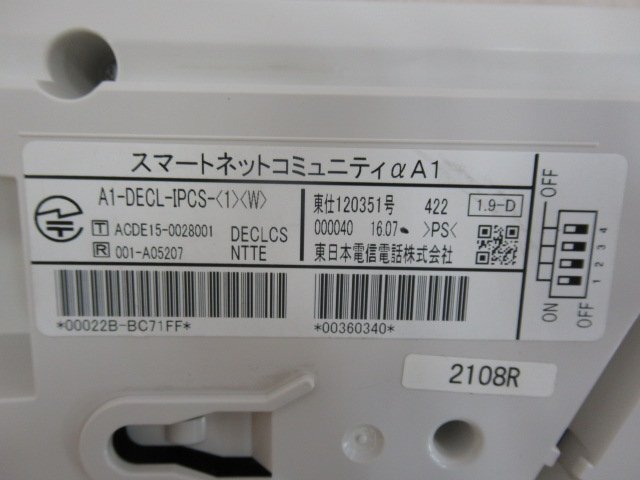 スマートネットコミュニティαA1
A1-DECL-IPCS-<1><W>
T ACDE15-0028001 DECLCS
R 001-A05207 NTTE
東仕120351号 422 1.9-D
000040 16.07 >PS<
東日本電信電話株式会社
*00022B-BC71FF*
*00360340*
OFF
1 2 3 4
ON OFF
2108R